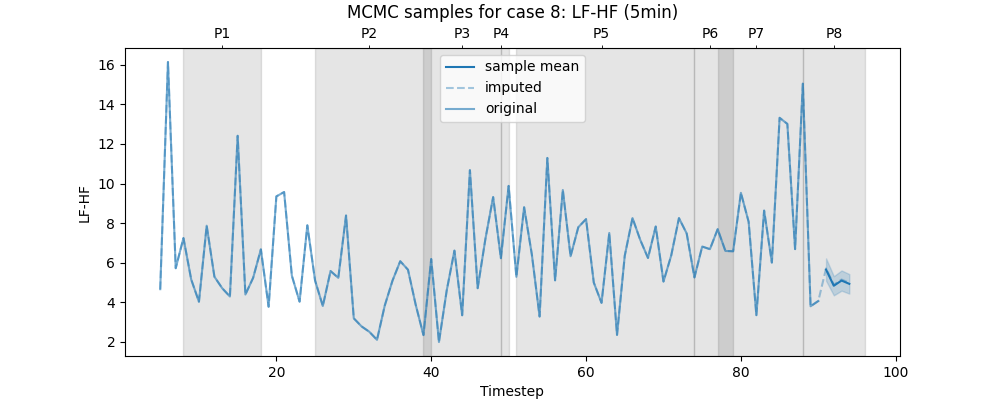 MCMC samples for case 8: LF-HF (5min)
P1 P2 P3 P4 P5 P6 P7 P8
sample mean
imputed
original
LF-HF
16
14
12
10
8
6
4
2
20 40 60 80 100
Timestep